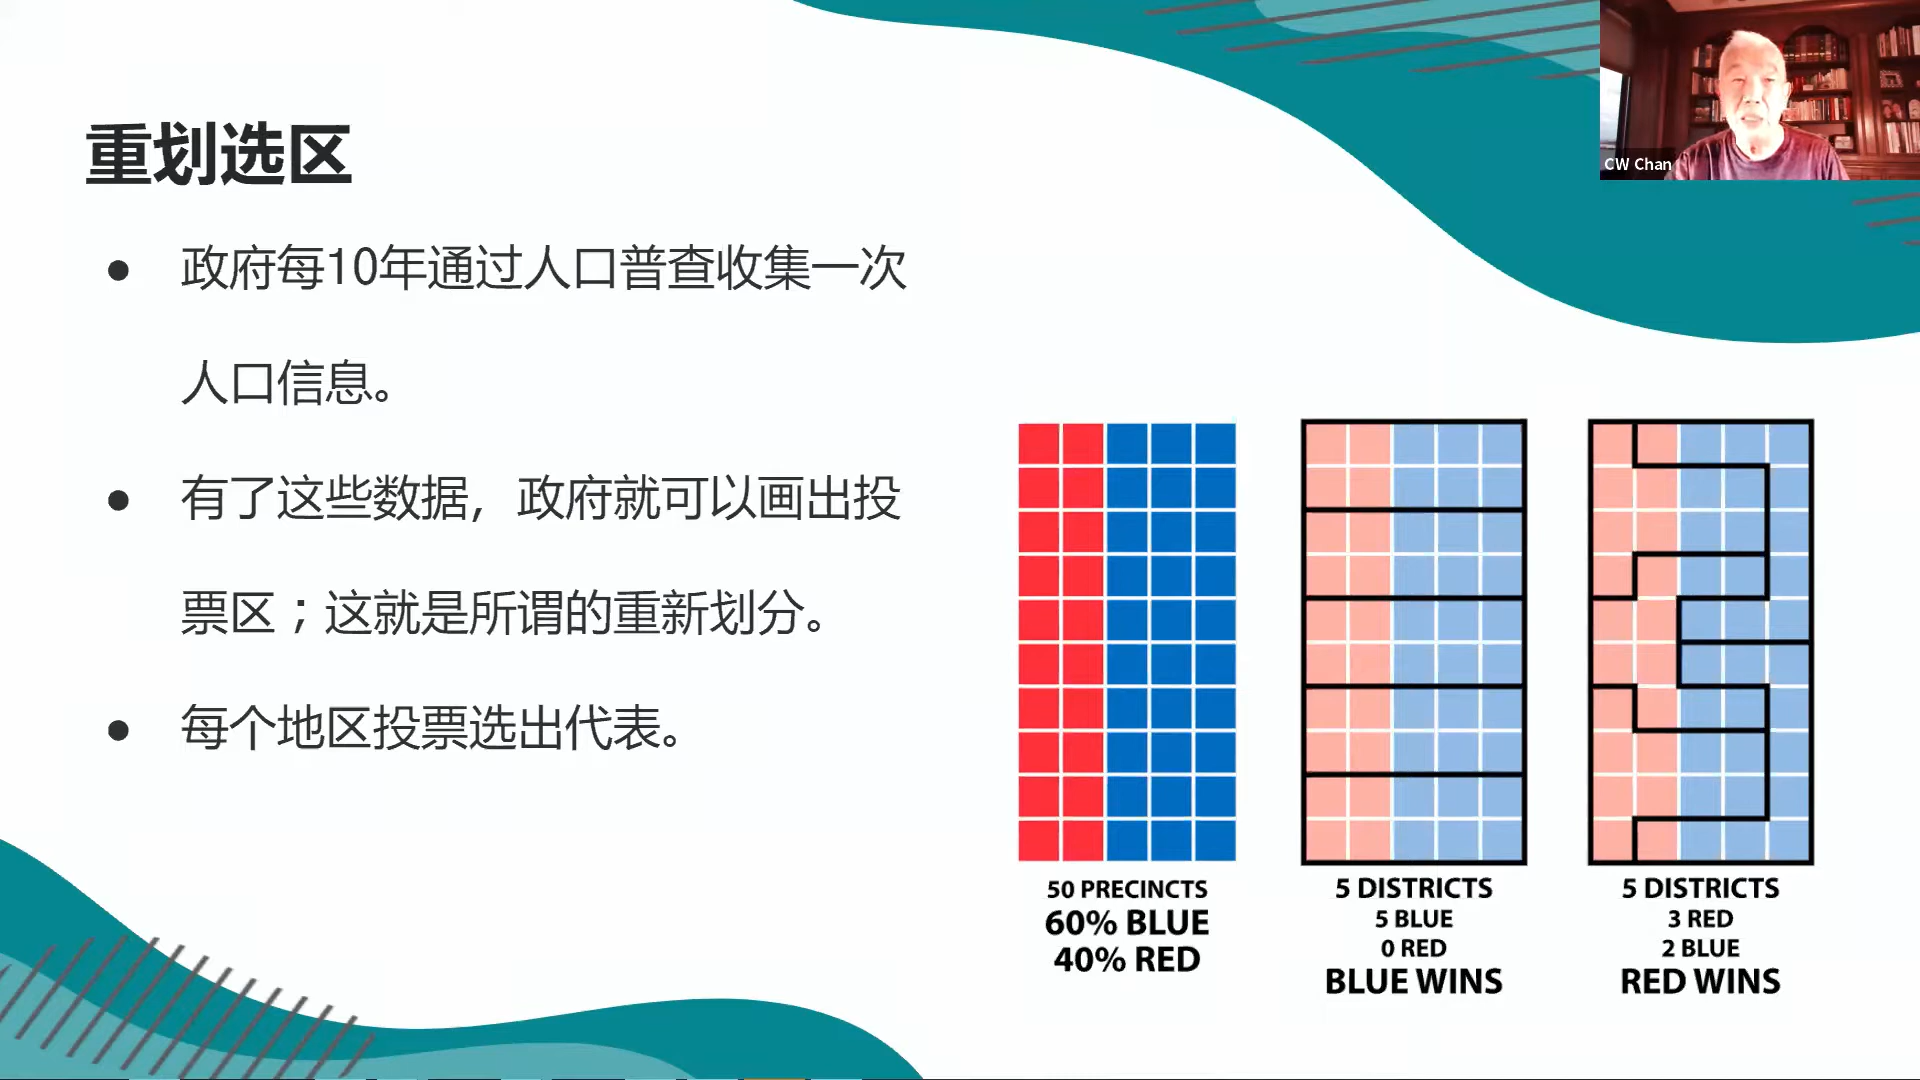 重划选区
● 政府每10年通过人口普查收集一次
人口信息。
● 有了这些数据，政府就可以画出投
票区；这就是所谓的重新划分。
● 每个地区投票选出代表。
50 PRECINCTS
60% BLUE
40% RED
5 DISTRICTS
5 BLUE
0 RED
BLUE WINS
5 DISTRICTS
3 RED
2 BLUE
RED WINS
CW Chan